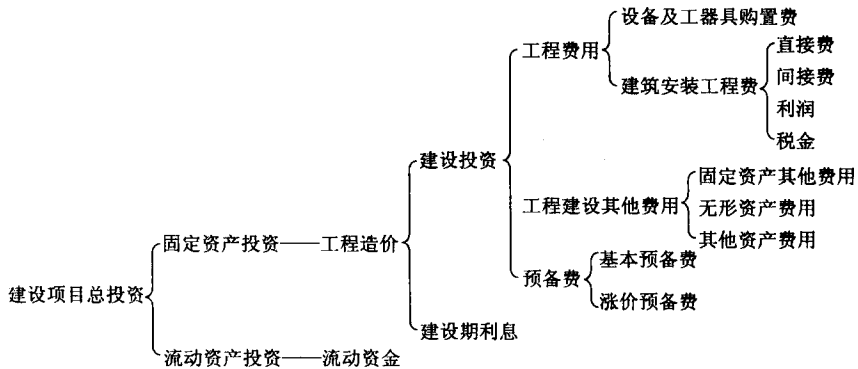 设备及工器具购置费
工程费用
直接费
间接费
建筑安装工程费
利润
税金
建设投资
固定资产其他费用
工程建设其他费用
无形资产费用
其他资产费用
固定资产投资——工程造价
基本预备费
预备费
涨价预备费
建设项目总投资
建设期利息
流动资产投资——流动资金